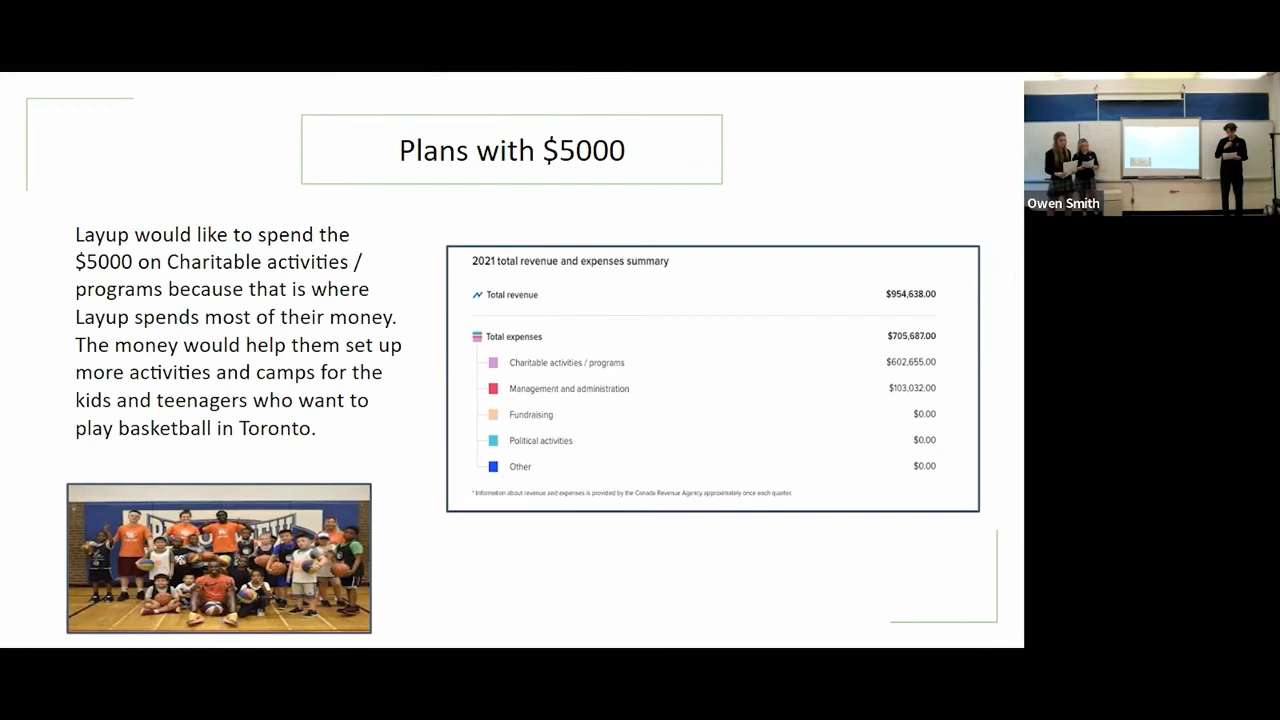 Plans with $5000
Layup would like to spend the
$5000 on Charitable activities /
programs because that is where
Layup spends most of their money.
The money would help them set up
more activities and camps for the
kids and teenagers who want to
play basketball in Toronto.
2021 total revenue and expenses summary
Total revenue $954,638.00
Total expenses $705,687.00
Charitable activities / programs $602,655.00
Management and administration $103,032.00
Fundraising $0.00
Political activities $0.00
Other $0.00
* Information about revenue and expenses is provided by the Canada Revenue Agency approximately once each quarter.
Owen Smith